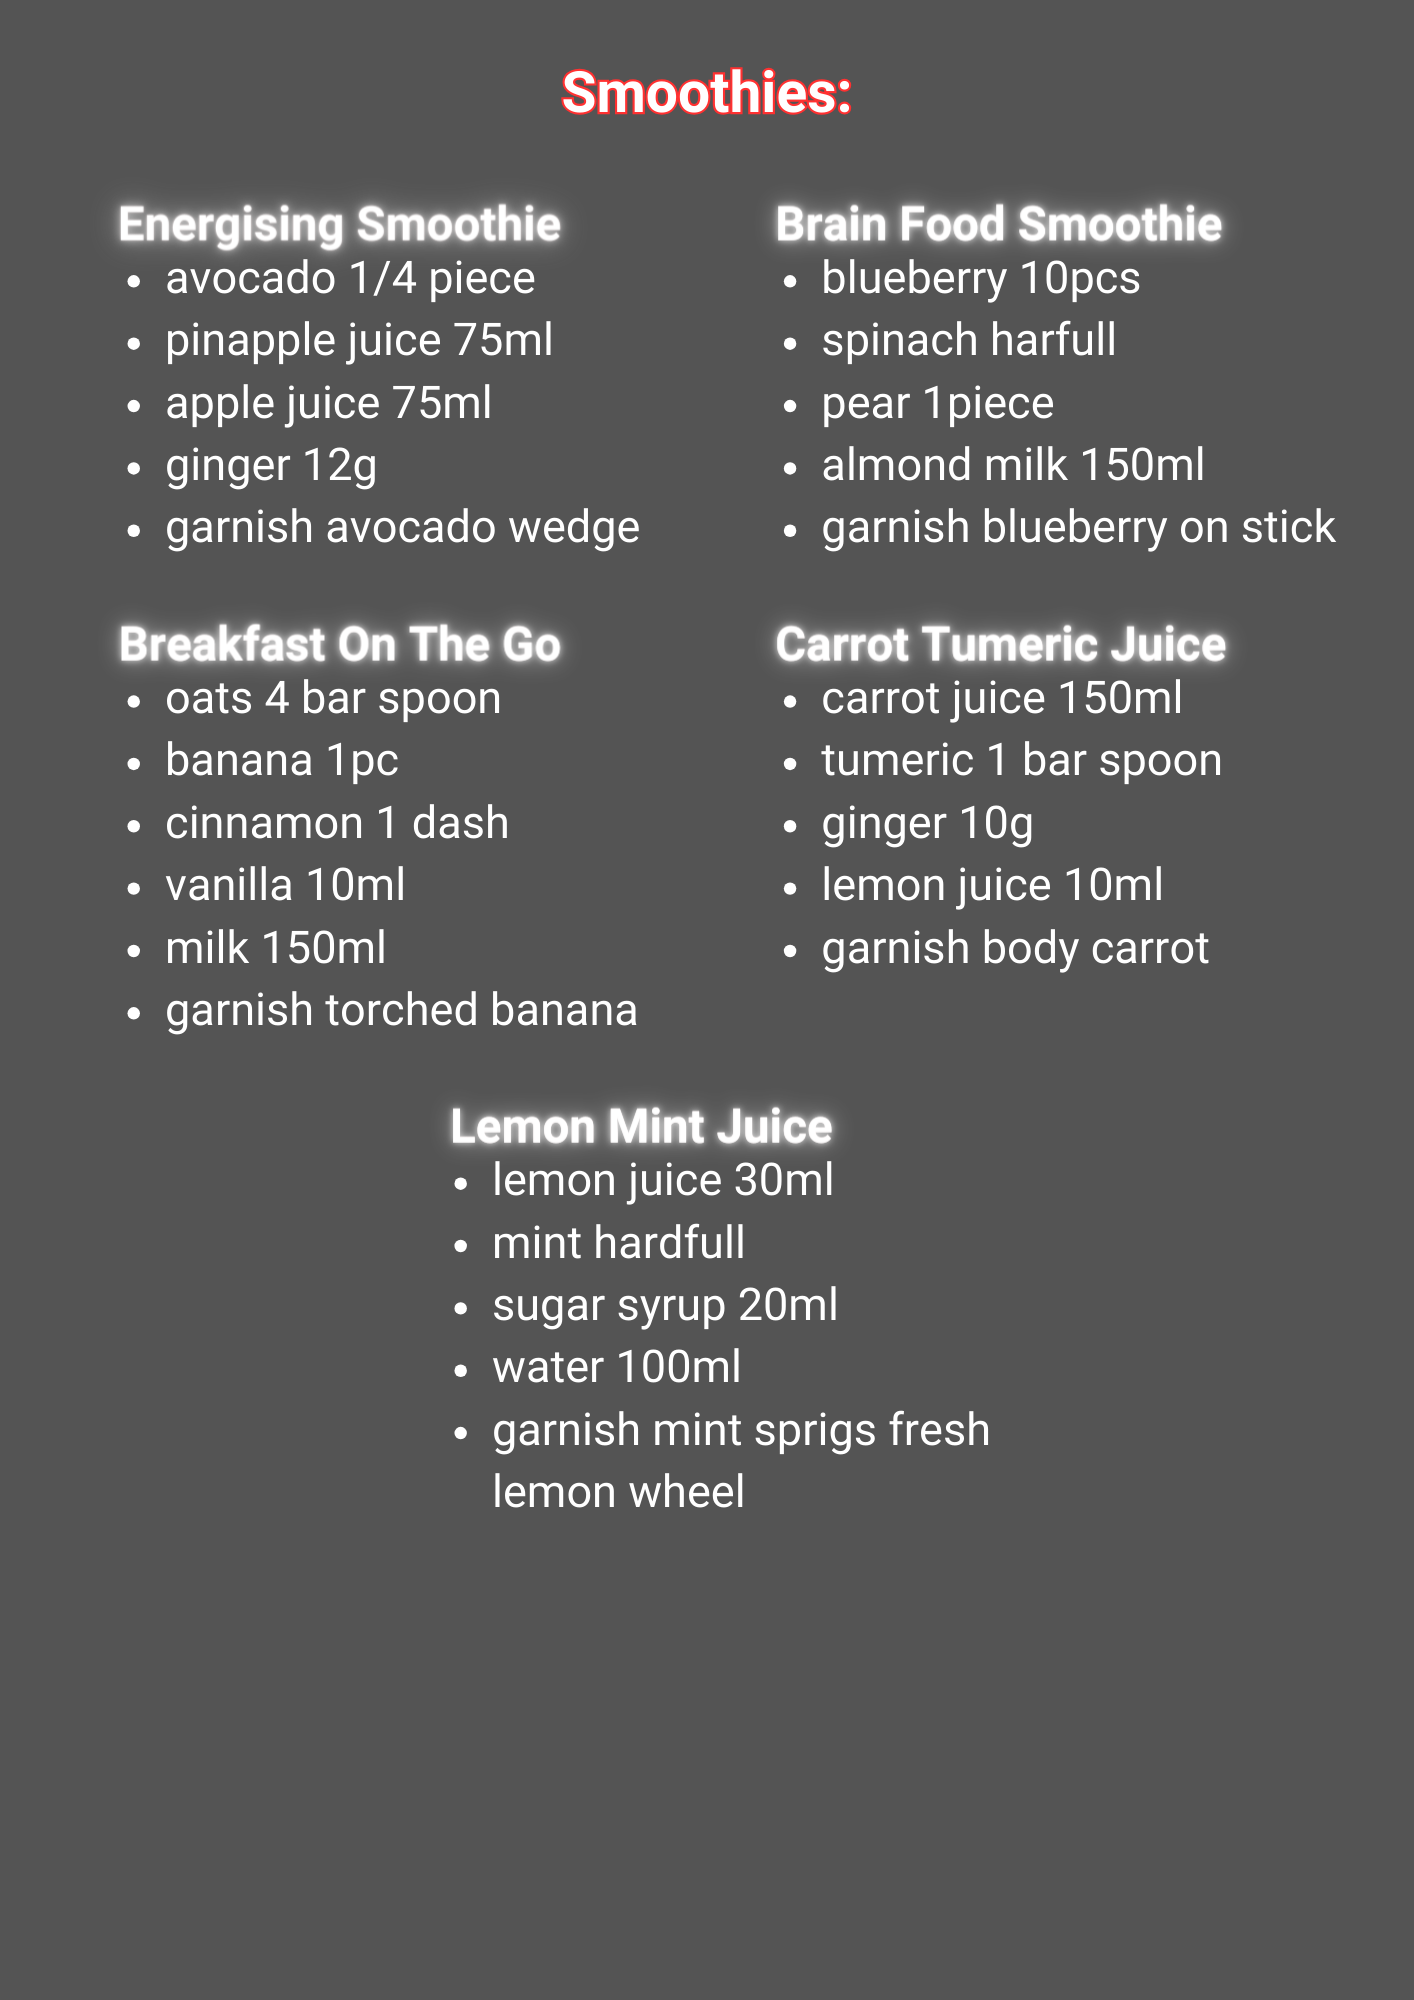 Smoothies:
Energising Smoothie
• avocado 1/4 piece
• pinapple juice 75ml
• apple juice 75ml
• ginger 12g
• garnish avocado wedge
Brain Food Smoothie
• blueberry 10pcs
• spinach harfull
• pear 1piece
• almond milk 150ml
• garnish blueberry on stick
Breakfast On The Go
• oats 4 bar spoon
• banana 1pc
• cinnamon 1 dash
• vanilla 10ml
• milk 150ml
• garnish torched banana
Carrot Tumeric Juice
• carrot juice 150ml
• tumeric 1 bar spoon
• ginger 10g
• lemon juice 10ml
• garnish body carrot
Lemon Mint Juice
• lemon juice 30ml
• mint hardfull
• sugar syrup 20ml
• water 100ml
• garnish mint sprigs fresh
lemon wheel